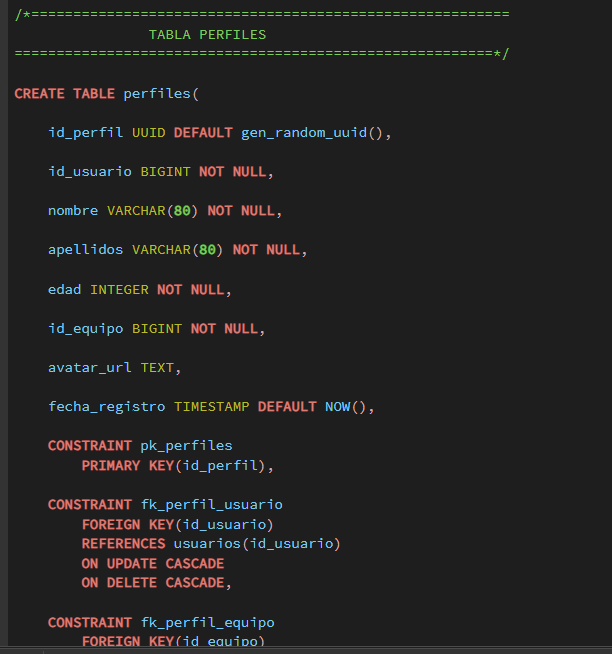 /*=========================================================
TABLA PERFILES
=========================================================*/
CREATE TABLE perfiles(
id_perfil UUID DEFAULT gen_random_uuid(),
id_usuario BIGINT NOT NULL,
nombre VARCHAR(80) NOT NULL,
apellidos VARCHAR(80) NOT NULL,
edad INTEGER NOT NULL,
id_equipo BIGINT NOT NULL,
avatar_url TEXT,
fecha_registro TIMESTAMP DEFAULT NOW(),
CONSTRAINT pk_perfiles
PRIMARY KEY(id_perfil),
CONSTRAINT fk_perfil_usuario
FOREIGN KEY(id_usuario)
REFERENCES usuarios(id_usuario)
ON UPDATE CASCADE
ON DELETE CASCADE,
CONSTRAINT fk_perfil_equipo
FOREIGN KEY(id_equipo)